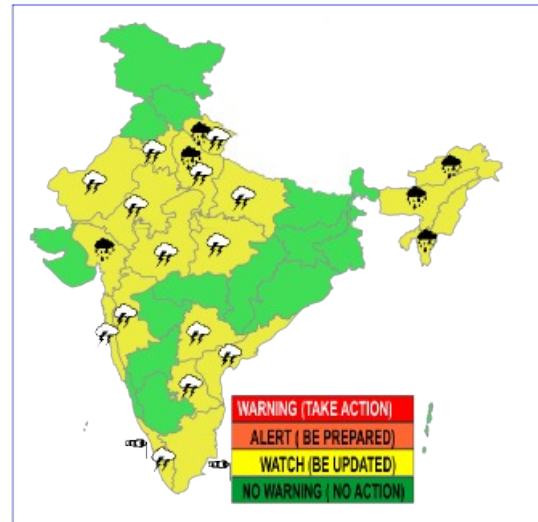 WARNING (TAKE ACTION)
ALERT ( BE PREPARED)
WATCH (BE UPDATED)
NO WARNING ( NO ACTION)